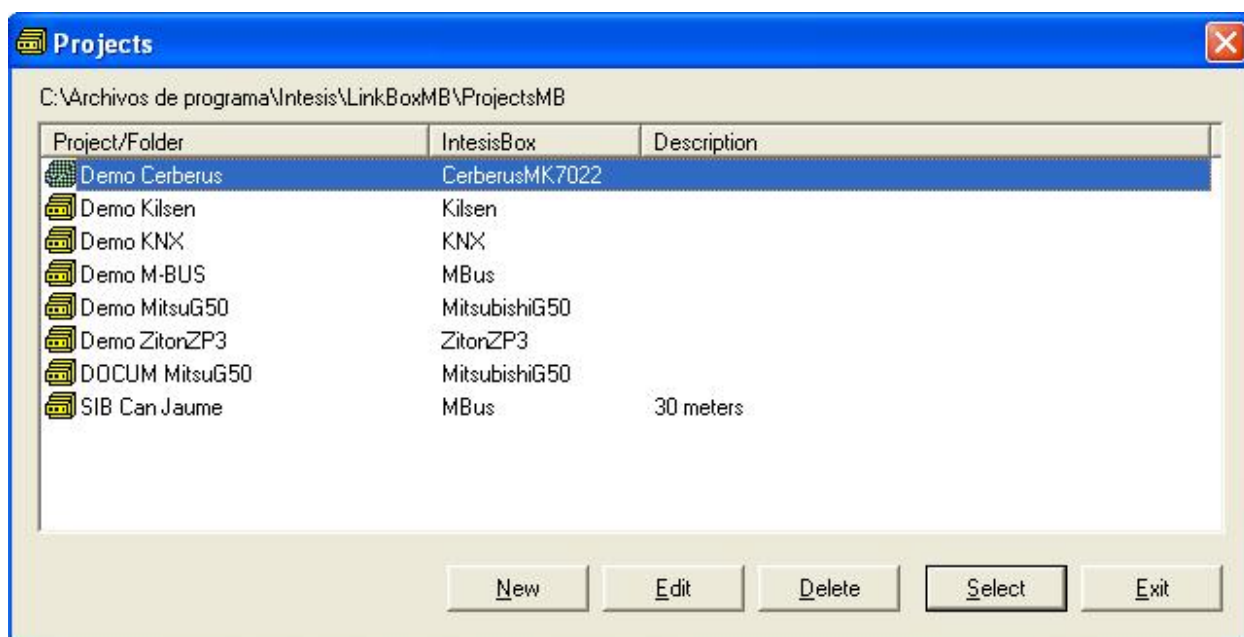 Projects
C:\Archivos de programa\Intesis\LinkBoxMB\ProjectsMB
Project/Folder IntesisBox Description
Demo Cerberus CerberusMK7022
Demo Kilsen Kilsen
Demo KNX KNX
Demo M-BUS MBus
Demo MitsuG50 MitsubishiG50
Demo ZitonZP3 ZitonZP3
DOCUM MitsuG50 MitsubishiG50
SIB Can Jaume MBus 30 meters
New Edit Delete Select Exit